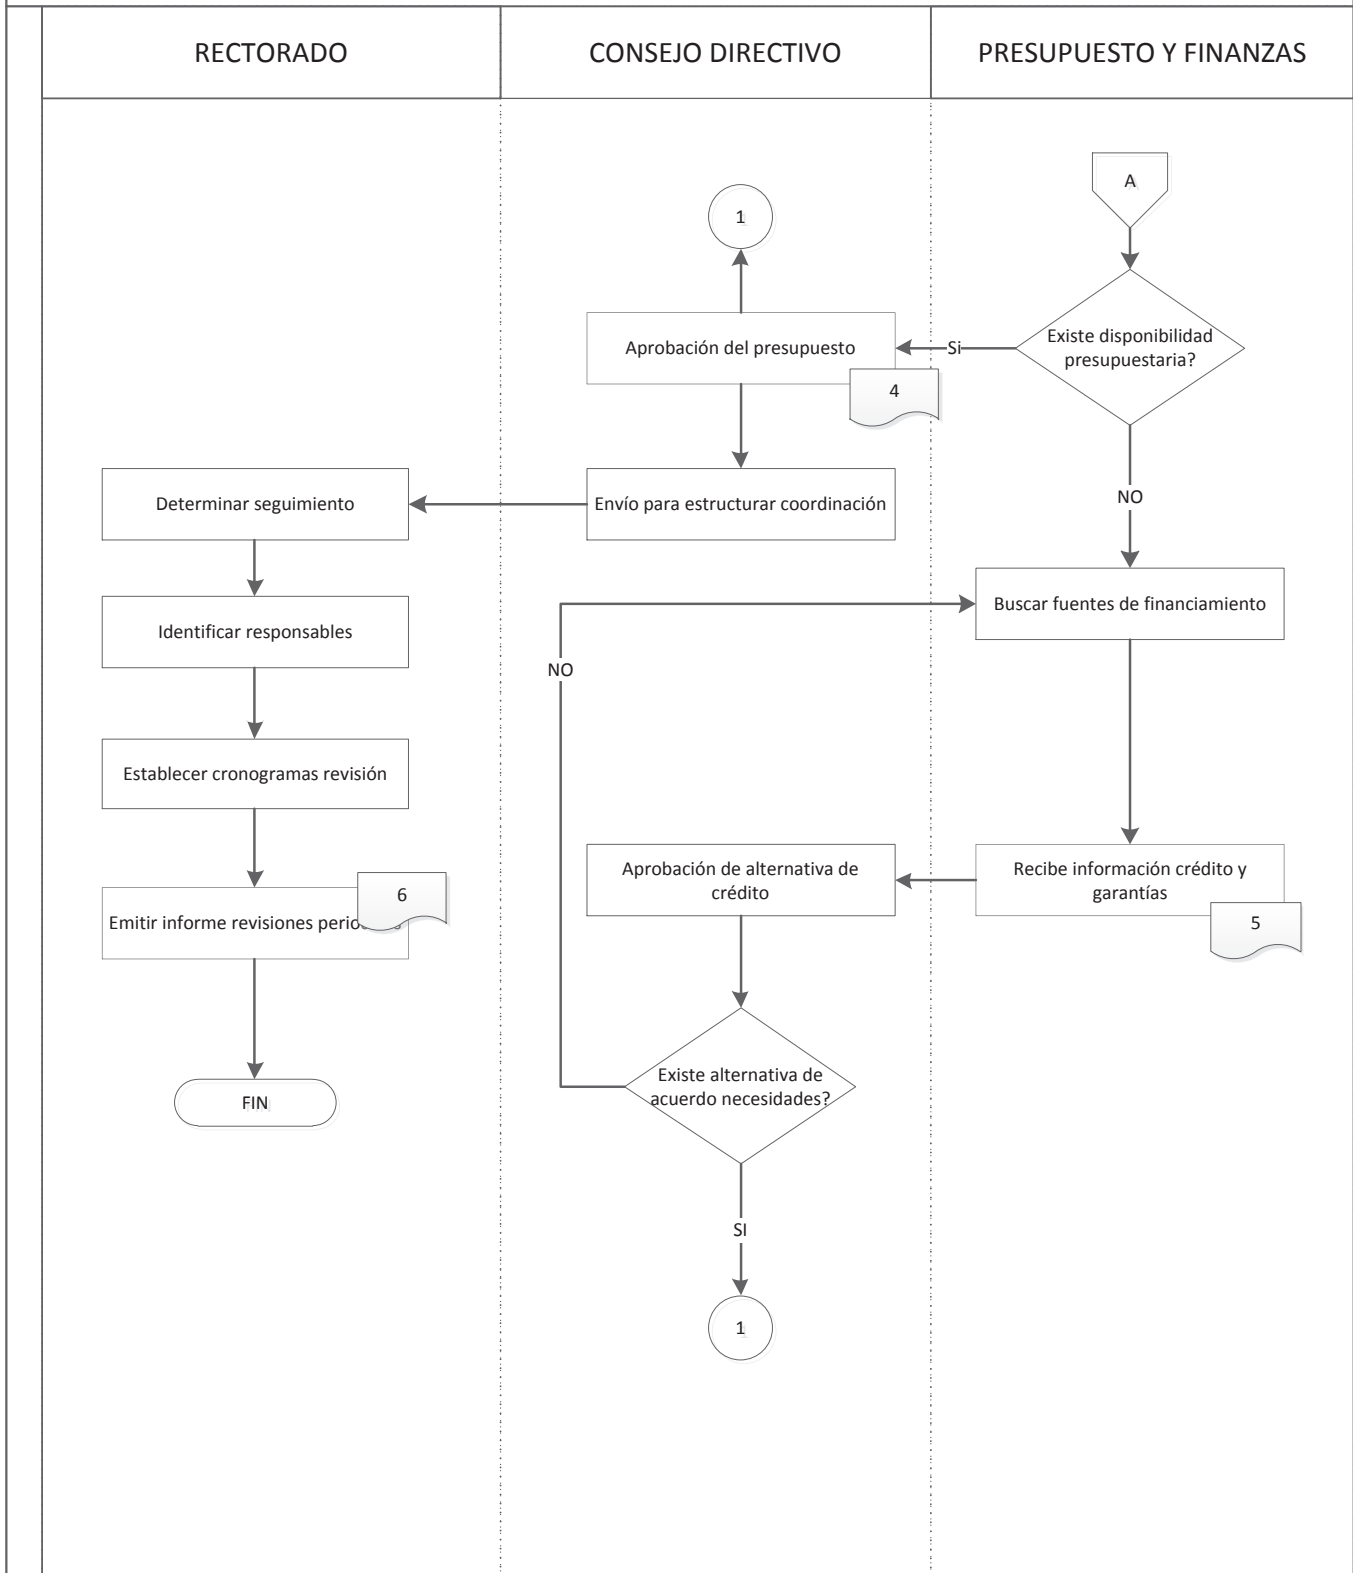 RECTORADO
CONSEJO DIRECTIVO
PRESUPUESTO Y FINANZAS
A
1
Existe disponibilidad
presupuestaria?
Si
Aprobación del presupuesto
4
NO
Determinar seguimiento
Envío para estructurar coordinación
Buscar fuentes de financiamiento
Identificar responsables
NO
Establecer cronogramas revisión
Aprobación de alternativa de
crédito
Recibe información crédito y
garantías
5
6
Emitir informe revisiones
Existe alternativa de
acuerdo necesidades?
FIN
SI
1